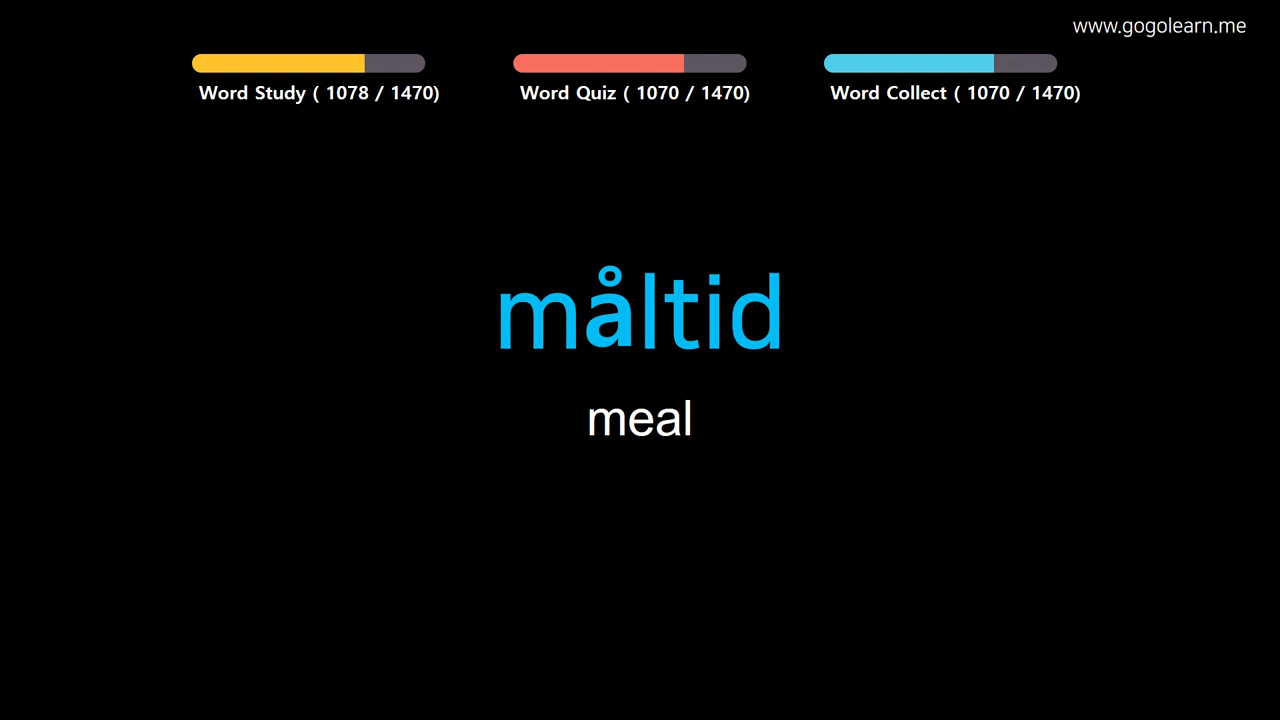 www.gogolearn.me
Word Study ( 1078 / 1470)
Word Quiz ( 1070 / 1470)
Word Collect ( 1070 / 1470)
måltid
meal